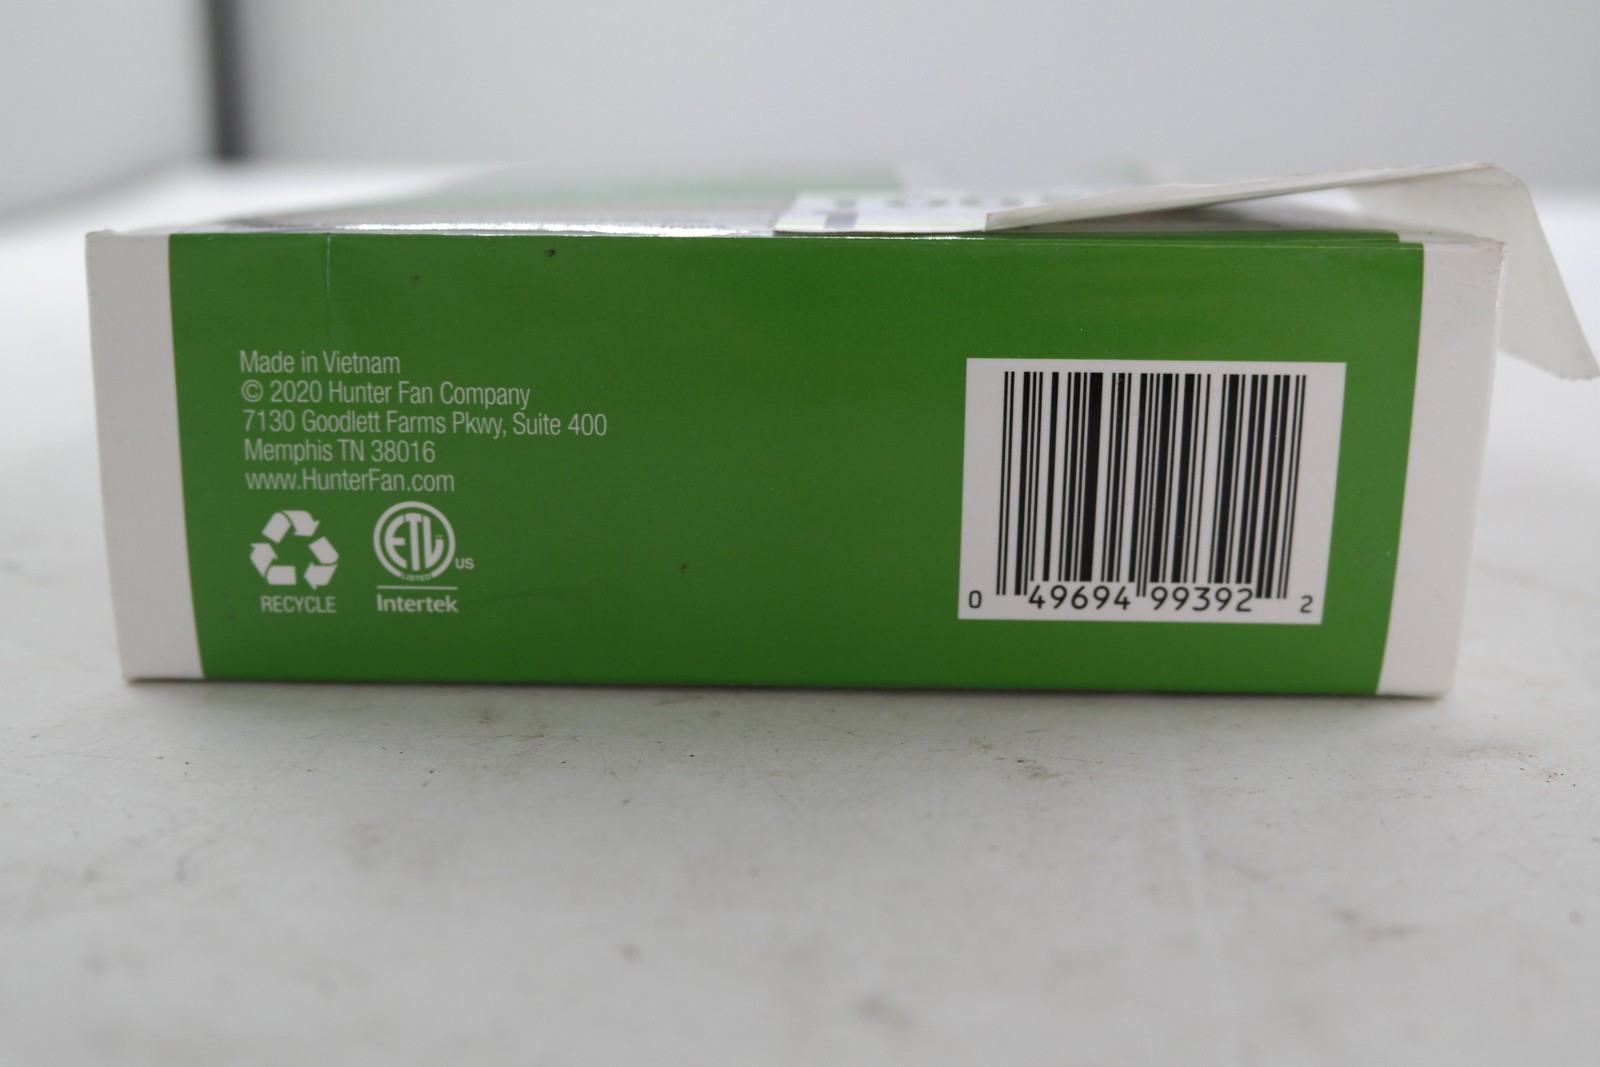 Made in Vietnam
© 2020 Hunter Fan Company
7130 Goodlett Farms Pkwy, Suite 400
Memphis TN 38016
www.HunterFan.com
RECYCLE
ETL
LISTED
US
Intertek
0 49694 99392 2